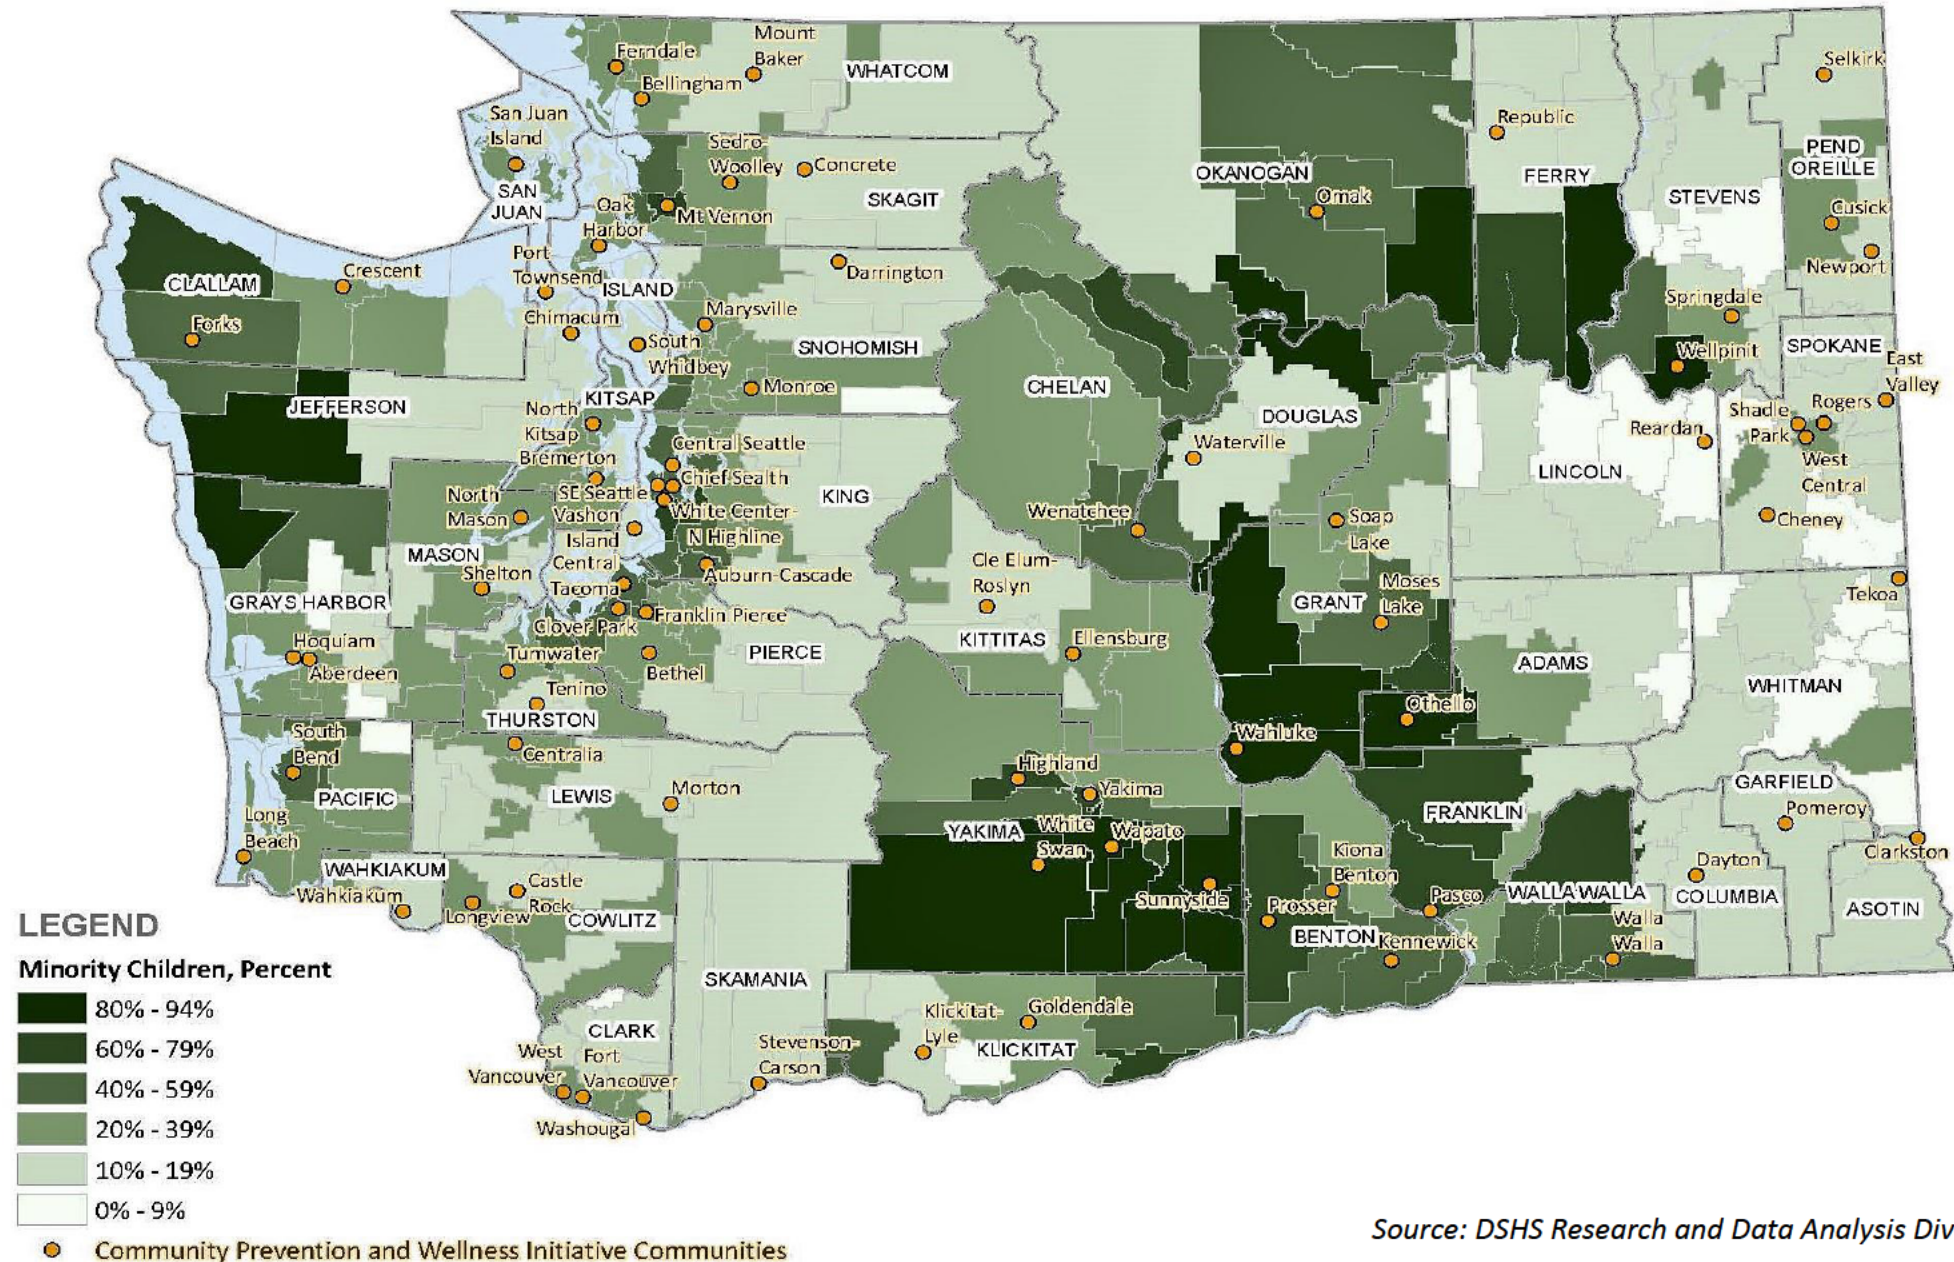 Mount
Baker
Ferndale
Bellingham
WHATCOM
Selkirk
San Juan
Island
SAN
JUAN
Sedro-
Woolley
Concrete
SKAGIT
Mt Vernon
Oak
Harbor
OKANOGAN
Omak
Republic
FERRY
STEVENS
PEND
OREILLE
Cusick
Newport
CLALLAM
Crescent
Forks
Port
Townsend
ISLAND
Chimacum
Darrington
Marysville
South
Whidbey
SNOHOMISH
Monroe
Springdale
Wellpinit
SPOKANE
East
Valley
JEFFERSON
KITSAP
North
Kitsap
Bremerton
CHELAN
DOUGLAS
Waterville
Reardan
Shadle
Park
Rogers
West
Central
LINCOLN
Cheney
Central Seattle
Chief Sealth
SE Seattle
White Center-
N Highline
KING
North
Mason
Vashon
Island
MASON
Shelton
Central
Tacoma
Auburn-Cascade
Wenatchee
Soap
Lake
Cle Elum-
Roslyn
Moses
Lake
GRANT
Tekoa
GRAYS HARBOR
Hoquiam
Aberdeen
Clover Park
Franklin Pierce
Tumwater
Bethel
PIERCE
KITTITAS
Ellensburg
ADAMS
WHITMAN
Tenino
THURSTON
Othello
Wahluke
South
Bend
PACIFIC
Centralia
LEWIS
Morton
Highland
Yakima
YAKIMA
White
Swan
Wapato
Sunnyside
FRANKLIN
GARFIELD
Pomeroy
Clarkston
Long
Beach
WAHKIAKUM
Wahkiakum
Longview
Castle
Rock
COWLITZ
Kiona
Benton
Prosser
BENTON
Kennewick
Pasco
WALLA WALLA
Walla
Walla
Dayton
COLUMBIA
ASOTIN
SKAMANIA
CLARK
West
Vancouver
Fort
Vancouver
Washougal
Stevenson-
Carson
Klickitat-
Lyle
Goldendale
KLICKITAT
LEGEND
Minority Children, Percent
80% - 94%
60% - 79%
40% - 59%
20% - 39%
10% - 19%
0% - 9%
Community Prevention and Wellness Initiative Communities
Source: DSHS Research and Data Analysis Div